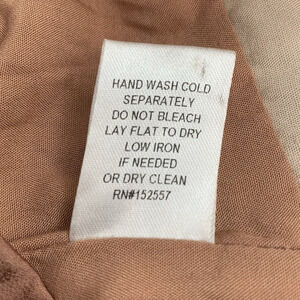 HAND WASH COLD
SEPARATELY
DO NOT BLEACH
LAY FLAT TO DRY
LOW IRON
IF NEEDED
OR DRY CLEAN
RN#152557